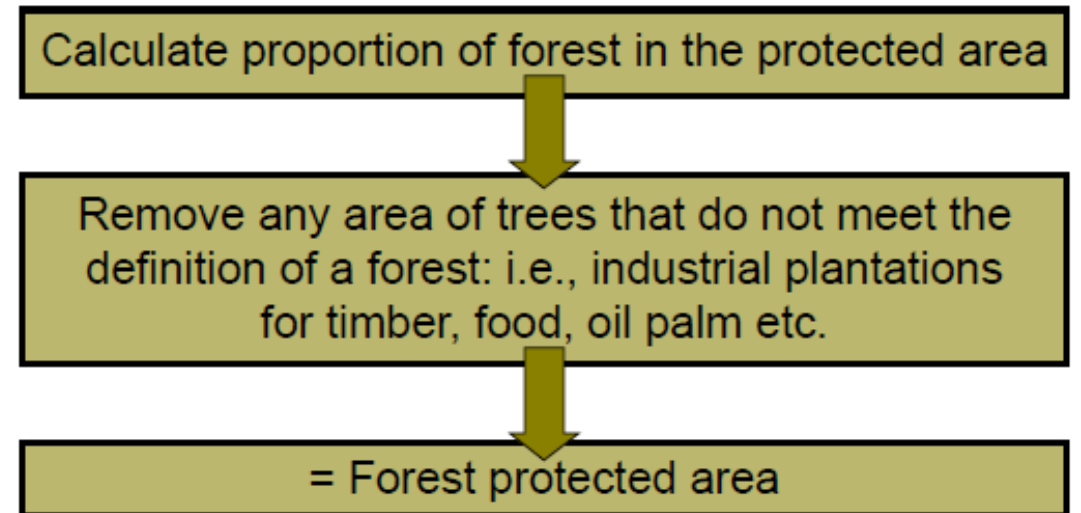 Calculate proportion of forest in the protected area
Remove any area of trees that do not meet the
definition of a forest: i.e., industrial plantations
for timber, food, oil palm etc.
= Forest protected area